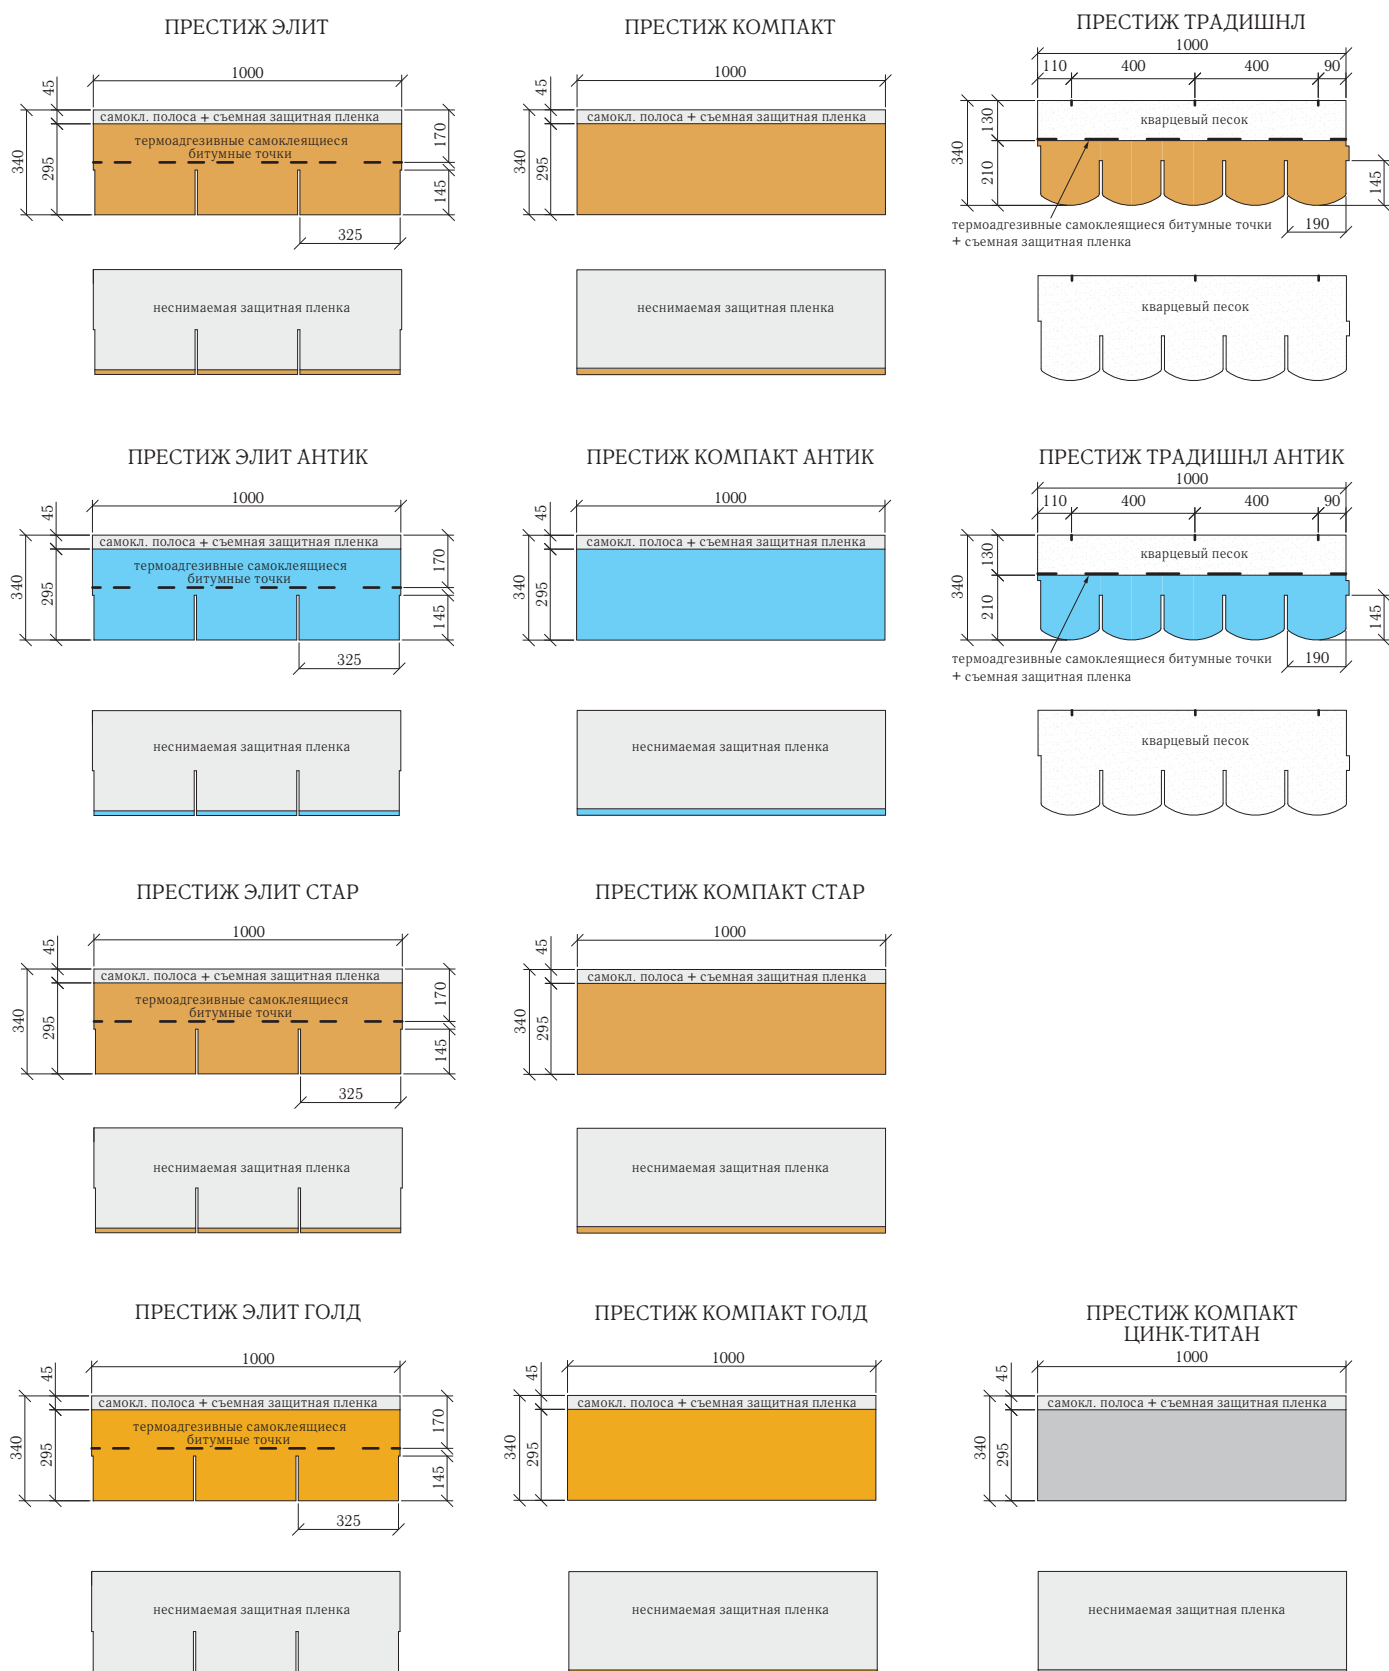 ПРЕСТИЖ ЭЛИТ
1000
45
340
295
самокл. полоса + съемная защитная пленка
термоадгезивные самоклеящиеся
битумные точки
170
145
325
неснимаемая защитная пленка
ПРЕСТИЖ КОМПАКТ
1000
45
340
295
самокл. полоса + съемная защитная пленка
неснимаемая защитная пленка
ПРЕСТИЖ ТРАДИШНЛ
1000
110 400 400 90
340
130
210
кварцевый песок
145
190
термоадгезивные самоклеящиеся битумные точки
+ съемная защитная пленка
кварцевый песок
ПРЕСТИЖ ЭЛИТ АНТИК
1000
45
340
295
самокл. полоса + съемная защитная пленка
термоадгезивные самоклеящиеся
битумные точки
170
145
325
неснимаемая защитная пленка
ПРЕСТИЖ КОМПАКТ АНТИК
1000
45
340
295
самокл. полоса + съемная защитная пленка
неснимаемая защитная пленка
ПРЕСТИЖ ТРАДИШНЛ АНТИК
1000
110 400 400 90
340
130
210
кварцевый песок
145
190
термоадгезивные самоклеящиеся битумные точки
+ съемная защитная пленка
кварцевый песок
ПРЕСТИЖ ЭЛИТ СТАР
1000
45
340
295
самокл. полоса + съемная защитная пленка
термоадгезивные самоклеящиеся
битумные точки
170
145
325
неснимаемая защитная пленка
ПРЕСТИЖ КОМПАКТ СТАР
1000
45
340
295
самокл. полоса + съемная защитная пленка
неснимаемая защитная пленка
ПРЕСТИЖ ЭЛИТ ГОЛД
1000
45
340
295
самокл. полоса + съемная защитная пленка
термоадгезивные самоклеящиеся
битумные точки
170
145
325
неснимаемая защитная пленка
ПРЕСТИЖ КОМПАКТ ГОЛД
1000
45
340
295
самокл. полоса + съемная защитная пленка
неснимаемая защитная пленка
ПРЕСТИЖ КОМПАКТ
ЦИНК-ТИТАН
1000
45
340
295
самокл. полоса + съемная защитная пленка
неснимаемая защитная пленка